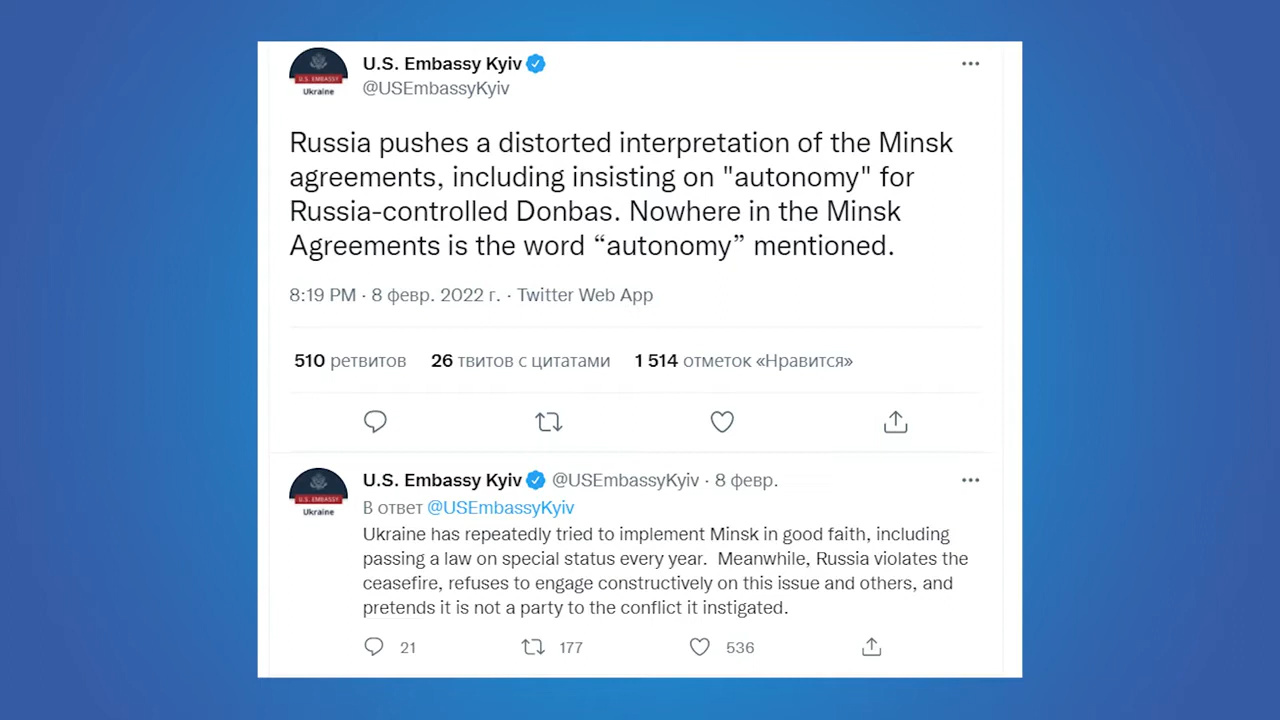 U.S. Embassy Kyiv
@USEmbassyKyiv
U.S. EMBASSY
Ukraine
Russia pushes a distorted interpretation of the Minsk
agreements, including insisting on "autonomy" for
Russia-controlled Donbas. Nowhere in the Minsk
Agreements is the word “autonomy” mentioned.
8:19 PM · 8 февр. 2022 г. · Twitter Web App
510 ретвитов 26 твитов с цитатами 1 514 отметок «Нравится»
U.S. Embassy Kyiv @USEmbassyKyiv · 8 февр.
U.S. EMBASSY
Ukraine
В ответ @USEmbassyKyiv
Ukraine has repeatedly tried to implement Minsk in good faith, including
passing a law on special status every year. Meanwhile, Russia violates the
ceasefire, refuses to engage constructively on this issue and others, and
pretends it is not a party to the conflict it instigated.
21 177 536